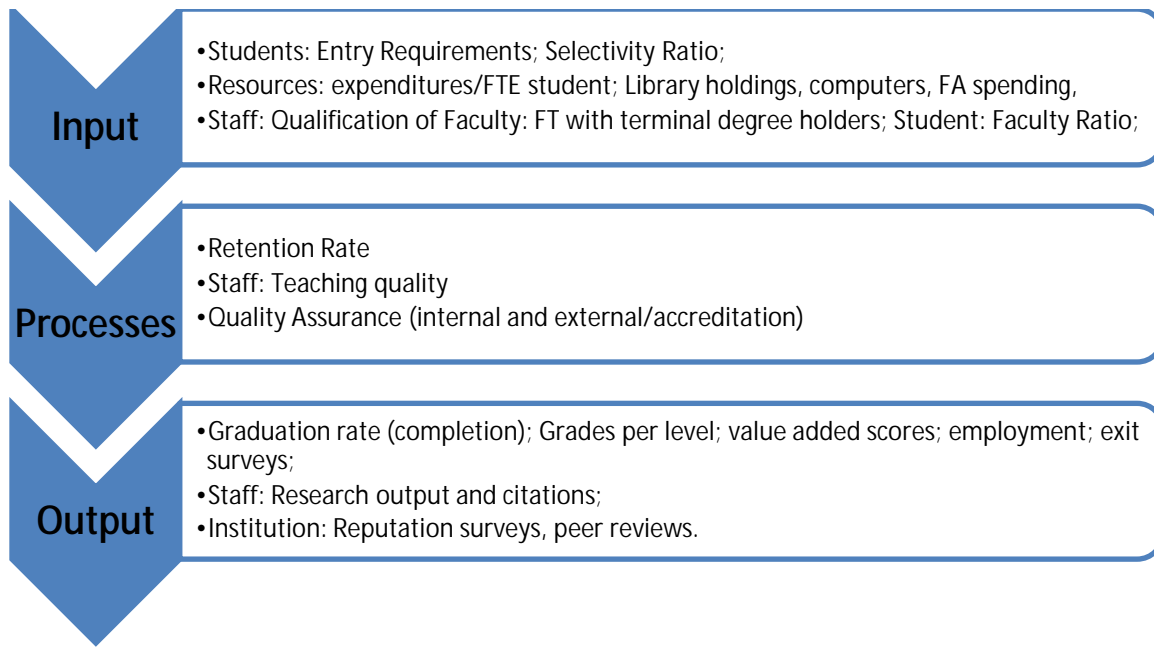 Input
•Students: Entry Requirements; Selectivity Ratio;
•Resources: expenditures/FTE student; Library holdings, computers, FA spending,
•Staff: Qualification of Faculty: FT with terminal degree holders; Student: Faculty Ratio;
Processes
•Retention Rate
•Staff: Teaching quality
•Quality Assurance (internal and external/accreditation)
Output
•Graduation rate (completion); Grades per level; value added scores; employment; exit
surveys;
•Staff: Research output and citations;
•Institution: Reputation surveys, peer reviews.